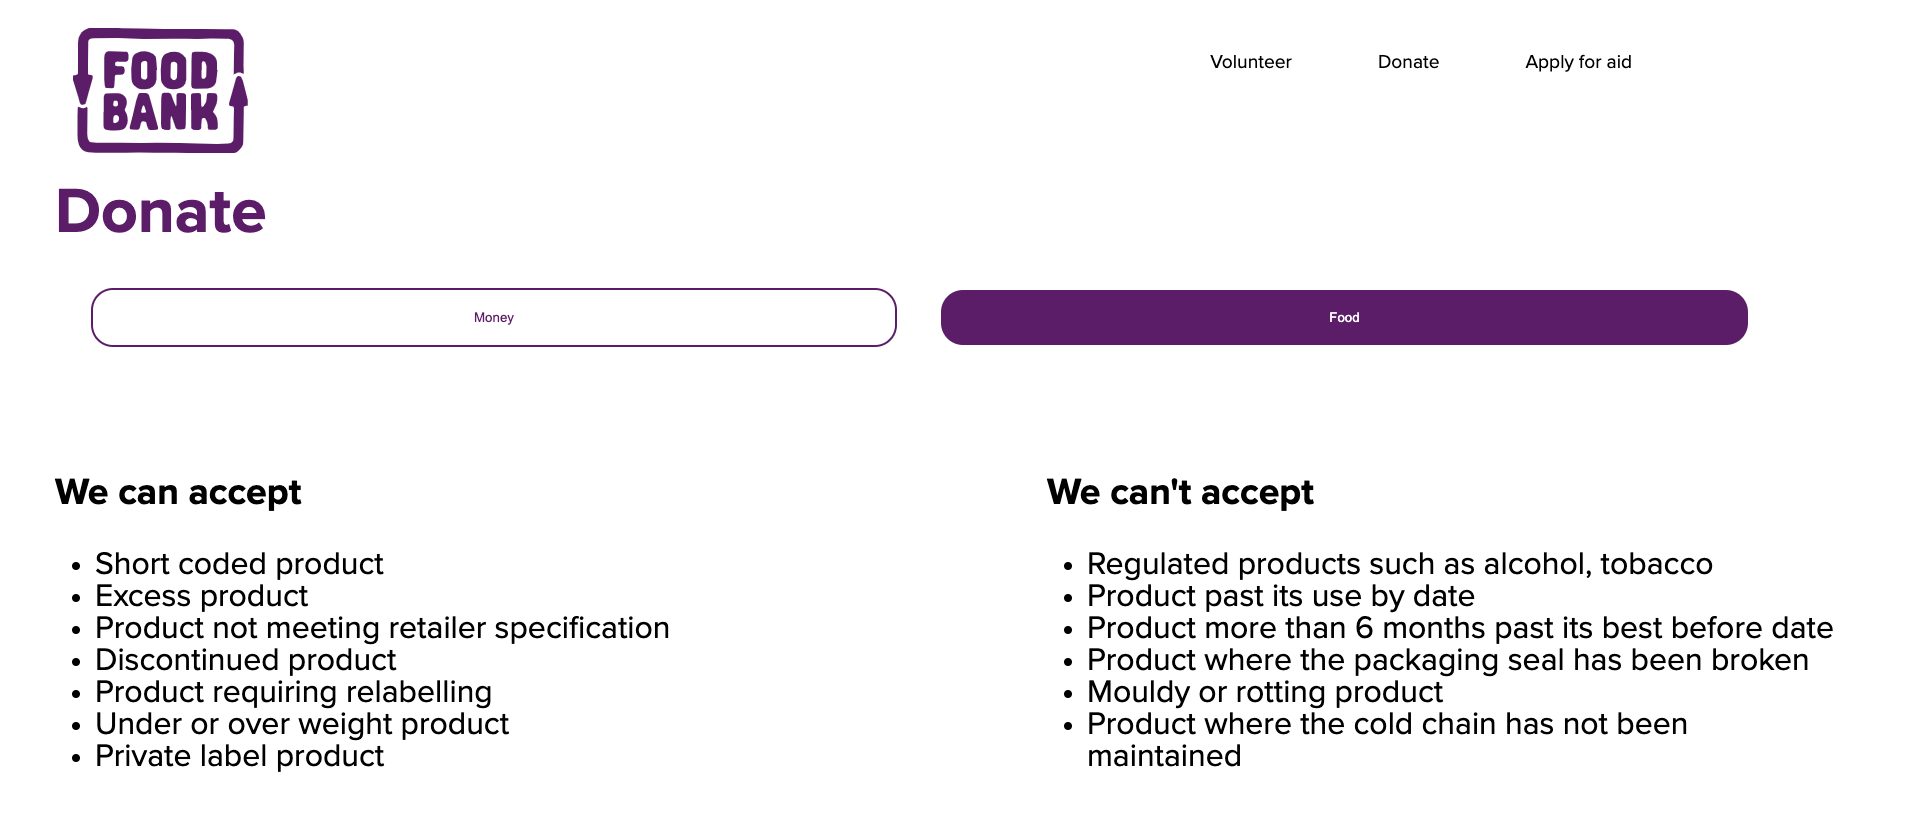 FOOD
BANK
Volunteer
Donate
Apply for aid
Donate
Money
Food
We can accept
• Short coded product
• Excess product
• Product not meeting retailer specification
• Discontinued product
• Product requiring relabelling
• Under or over weight product
• Private label product
We can't accept
• Regulated products such as alcohol, tobacco
• Product past its use by date
• Product more than 6 months past its best before date
• Product where the packaging seal has been broken
• Mouldy or rotting product
• Product where the cold chain has not been
maintained